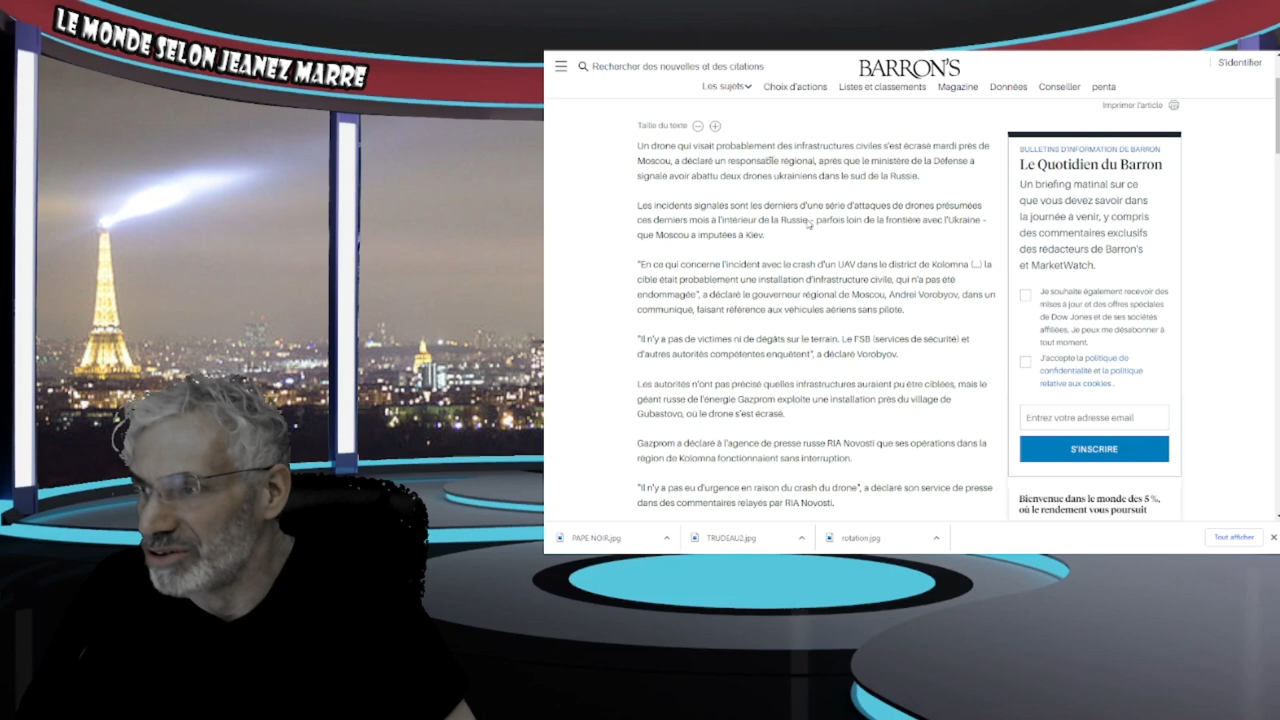 LE MONDE SELON JEANEZ MARRE
Rechercher des nouvelles et des citations
BARRON'S
S'identifier
Les sujets
Choix d'actions
Listes et classements
Magazine
Données
Conseiller
penta
Imprimer l'article
Taille du texte
Un drone qui visait probablement des infrastructures civiles s'est écrasé mardi près de
Moscou, a déclaré un responsable régional, après que le ministère de la Défense a
signalé avoir abattu deux drones ukrainiens dans le sud de la Russie.
Les incidents signalés sont les derniers d'une série d'attaques de drones présumées
ces derniers mois à l'intérieur de la Russie - parfois loin de la frontière avec l'Ukraine -
que Moscou a imputées à Kiev.
"En ce qui concerne l'incident avec le crash d'un UAV dans le district de Kolomna (...) la
cible était probablement une installation d'infrastructure civile, qui n'a pas été
endommagée", a déclaré le gouverneur régional de Moscou, Andrei Vorobyov, dans un
communiqué, faisant référence aux véhicules aériens sans pilote.
"Il n'y a pas de victimes ni de dégâts sur le terrain. Le FSB (services de sécurité) et
d'autres autorités compétentes enquêtent", a déclaré Vorobyov.
Les autorités n'ont pas précisé quelles infrastructures auraient pu être ciblées, mais le
géant russe de l'énergie Gazprom exploite une installation près du village de
Gubastovo, où le drone s'est écrasé.
Gazprom a déclaré à l'agence de presse russe RIA Novosti que ses opérations dans la
région de Kolomna fonctionnaient sans interruption.
"Il n'y a pas eu d'urgence en raison du crash du drone", a déclaré son service de presse
dans des commentaires relayés par RIA Novosti.
BULLETINS D'INFORMATION DE BARRON
Le Quotidien du Barron
Un briefing matinal sur ce
que vous devez savoir dans
la journée à venir, y compris
des commentaires exclusifs
des rédacteurs de Barron's
et MarketWatch.
Je souhaite également recevoir des
mises à jour et des offres spéciales
de Dow Jones et de ses sociétés
affiliées. Je peux me désabonner à
tout moment.
J'accepte la politique de
confidentialité et la politique
relative aux cookies .
Entrez votre adresse email
S'INSCRIRE
Bienvenue dans le monde des 5 %,
où le rendement vous poursuit
PAPE NOIR.jpg
TRUDEAU2.jpg
rotation.jpg
Tout afficher